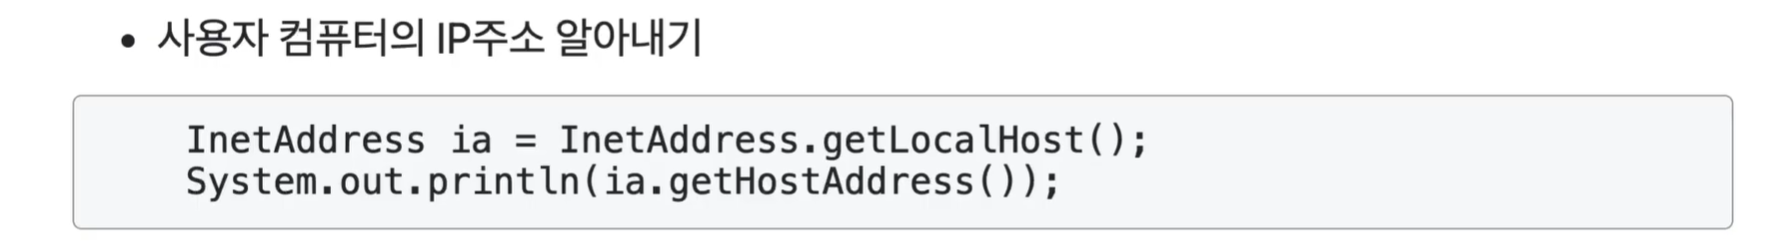 • 사용자 컴퓨터의 IP주소 알아내기
InetAddress ia = InetAddress.getLocalHost();
System.out.println(ia.getHostAddress());